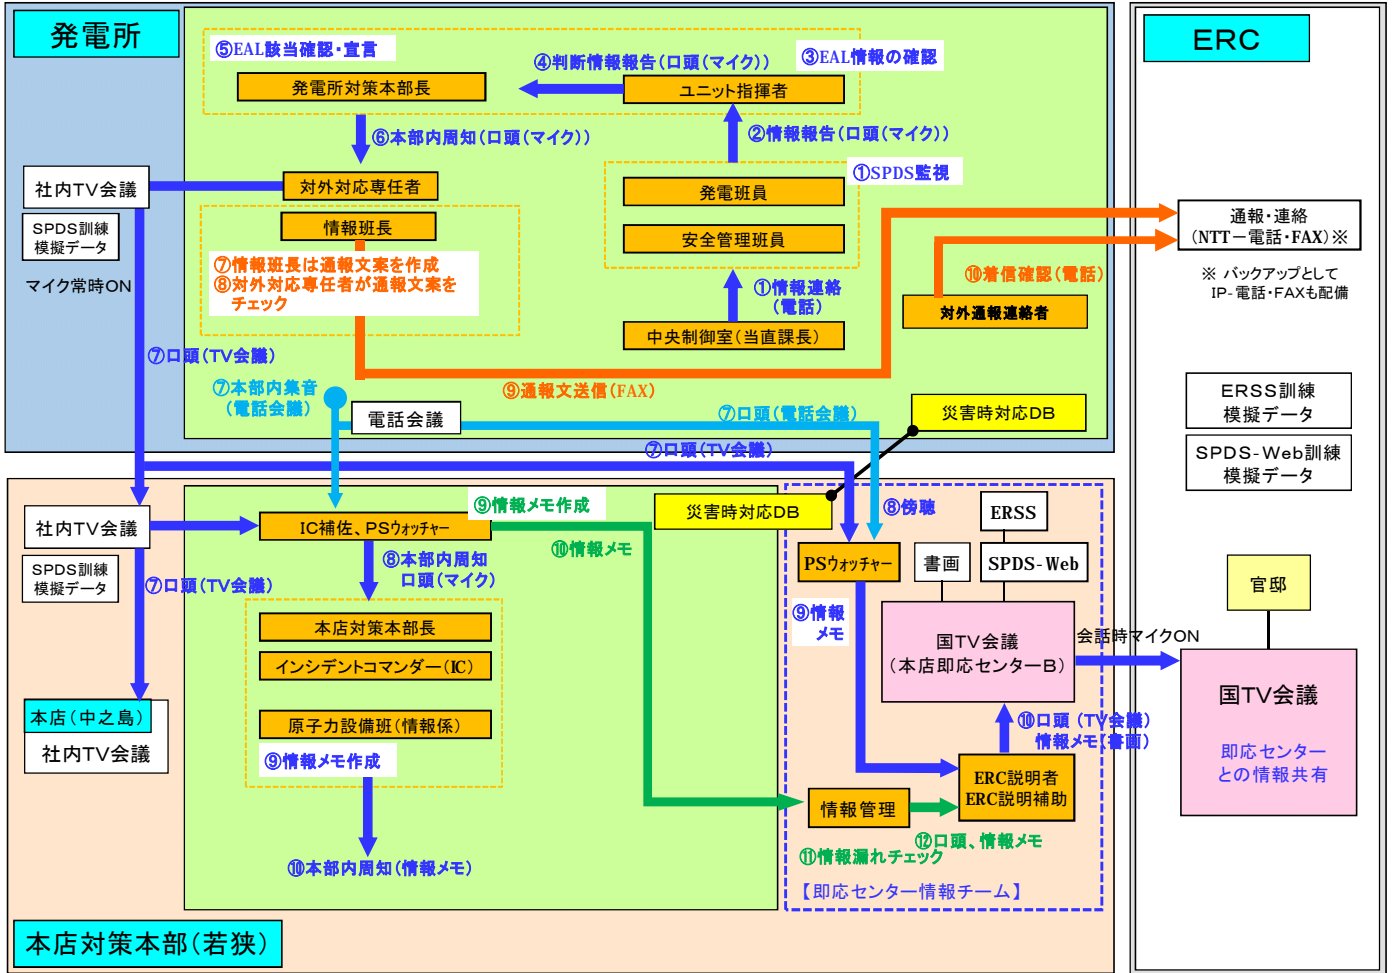 発電所
⑤EAL該当確認・宣言
④判断情報報告（口頭（マイク））
③EAL情報の確認
発電所対策本部長
ユニット指揮者
⑥本部内周知（口頭（マイク））
②情報報告（口頭（マイク））
①SPDS監視
社内TV会議
対外対応専任者
発電班員
SPDS訓練
模擬データ
情報班長
安全管理班員
マイク常時ON
⑦情報班長は通報文案を作成
⑧対外対応専任者が通報文案を
チェック
①情報連絡
（電話）
中央制御室（当直課長）
⑩着信確認（電話）
対外通報連絡者
⑦口頭（TV会議）
⑦本部内集音
（電話会議）
⑨通報文送信（FAX）
電話会議
⑦口頭（電話会議）
災害時対応DB
⑦口頭（TV会議）
ERC
通報・連絡
（NTT－電話・FAX）※
※ バックアップとして
IP-電話・FAXも配備
ERSS訓練
模擬データ
SPDS-Web訓練
模擬データ
官邸
国TV会議
即応センター
との情報共有
社内TV会議
SPDS訓練
模擬データ
⑦口頭（TV会議）
本店（中之島）
社内TV会議
IC補佐、PSウォッチャー
⑨情報メモ作成
⑩情報メモ
⑧本部内周知
口頭（マイク）
本店対策本部長
インシデントコマンダー（IC）
原子力設備班（情報係）
⑨情報メモ作成
⑩本部内周知（情報メモ）
災害時対応DB
⑧傍聴
ERSS
PSウォッチャー
書画
SPDS-Web
⑨情報
メモ
国TV会議
（本店即応センターB）
会話時マイクON
⑩口頭（TV会議）
情報メモ（書画）
ERC説明者
ERC説明補助
情報管理
⑫口頭、情報メモ
⑪情報漏れチェック
【即応センター情報チーム】
本店対策本部（若狭）